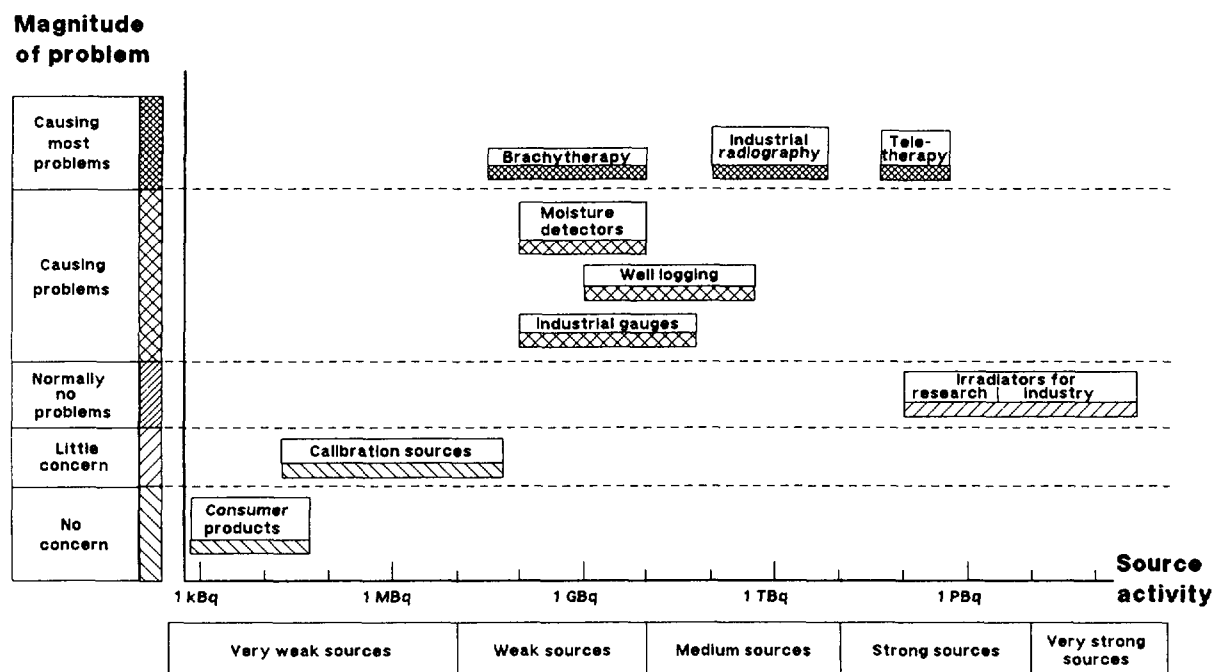 Magnitude
of problem
Causing
most
problems
Brachytherapy
Industrial
radiography
Tele-
therapy
Causing
problems
Moisture
detectors
Well logging
Industrial gauges
Normally
no
problems
Irradiators for
research industry
Little
concern
Calibration sources
No
concern
Consumer
products
Source
activity
1 kBq 1 MBq 1 GBq 1 TBq 1 PBq
Very weak sources
Weak sources
Medium sources
Strong sources
Very strong
sources